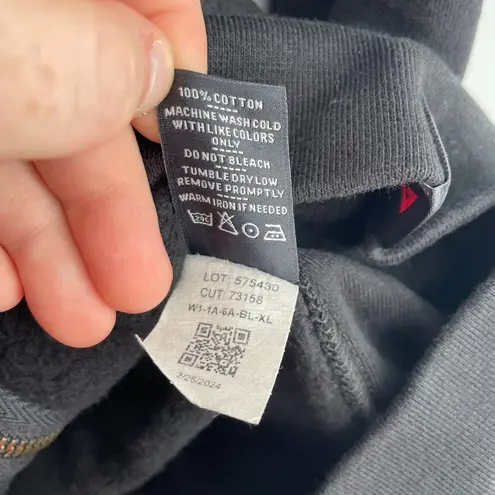 100% COTTON
MACHINE WASH COLD
WITH LIKE COLORS
ONLY
DO NOT BLEACH
TUMBLE DRY LOW
REMOVE PROMPTLY
WARM IRON IF NEEDED
LOT: 575430
CUT: 73158
W1-1A-6A-BL-XL
2/28/2024